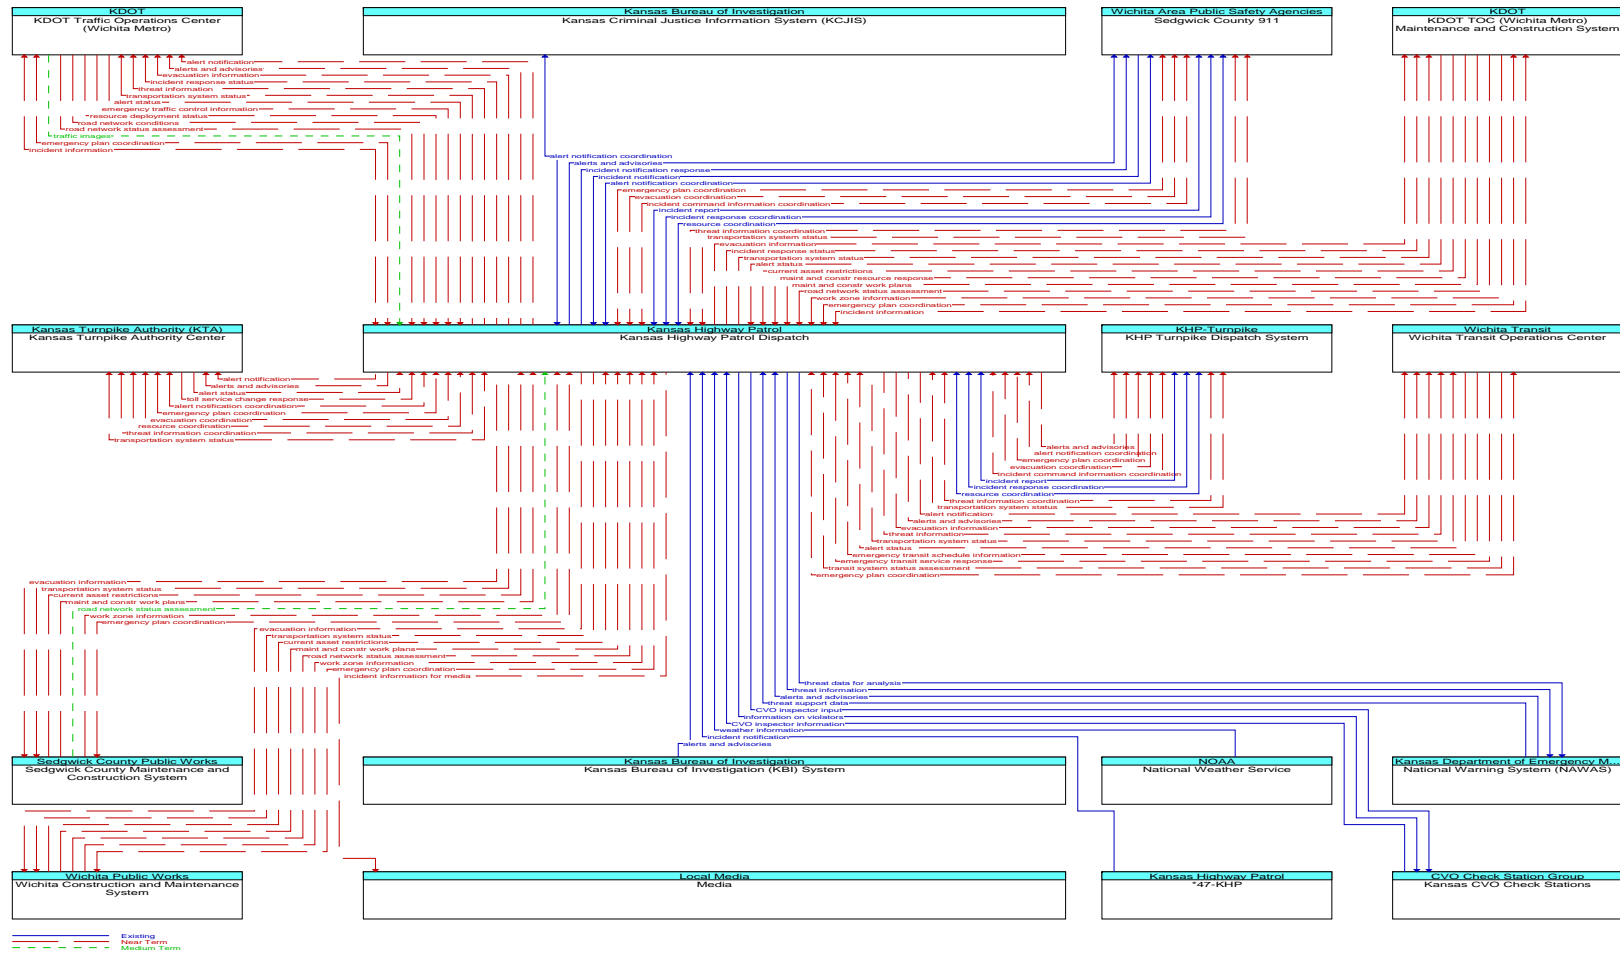 KDOT
KDOT Traffic Operations Center
(Wichita Metro)
Kansas Bureau of Investigation
Kansas Criminal Justice Information System (KCJIS)
Wichita Area Public Safety Agencies
Sedgwick County 911
KDOT
KDOT TOC (Wichita Metro)
Maintenance and Construction System
alert notification
alerts and advisories
evacuation information
incident response status
threat information
transportation system status
alert status
emergency traffic control information
resource deployment status
road network conditions
road network status assessment
traffic images
emergency plan coordination
incident information
alert notification coordination
alerts and advisories
incident notification response
incident notification
alert notification coordination
emergency plan coordination
evacuation coordination
incident command information coordination
incident report
incident response coordination
resource coordination
threat information coordination
transportation system status
evacuation information
incident response status
transportation system status
alert status
current asset restrictions
maint and constr resource response
maint and constr work plans
road network status assessment
work zone information
emergency plan coordination
incident information
Kansas Turnpike Authority (KTA)
Kansas Turnpike Authority Center
Kansas Highway Patrol
Kansas Highway Patrol Dispatch
KHP-Turnpike
KHP Turnpike Dispatch System
Wichita Transit
Wichita Transit Operations Center
alert notification
alerts and advisories
alert status
toll service change response
alert notification coordination
emergency plan coordination
evacuation coordination
resource coordination
threat information coordination
transportation system status
alerts and advisories
alert notification coordination
emergency plan coordination
evacuation coordination
incident command information coordination
incident report
incident response coordination
resource coordination
threat information coordination
transportation system status
alert notification
alerts and advisories
evacuation information
threat information
transportation system status
alert status
emergency transit schedule information
emergency transit service response
transit system status assessment
emergency plan coordination
evacuation information
transportation system status
current asset restrictions
maint and constr work plans
road network status assessment
work zone information
emergency plan coordination
evacuation information
transportation system status
current asset restrictions
maint and constr work plans
road network status assessment
work zone information
emergency plan coordination
incident information for media
threat data for analysis
threat information
alerts and advisories
threat support data
CVO inspector input
information on violators
CVO inspector information
weather information
incident notification
alerts and advisories
Sedgwick County Public Works
Sedgwick County Maintenance and
Construction System
Kansas Bureau of Investigation
Kansas Bureau of Investigation (KBI) System
NOAA
National Weather Service
Kansas Department of Emergency M...
National Warning System (NAWAS)
Wichita Public Works
Wichita Construction and Maintenance
System
Local Media
Media
Kansas Highway Patrol
*47-KHP
CVO Check Station Group
Kansas CVO Check Stations
Existing
Near Term
Medium Term